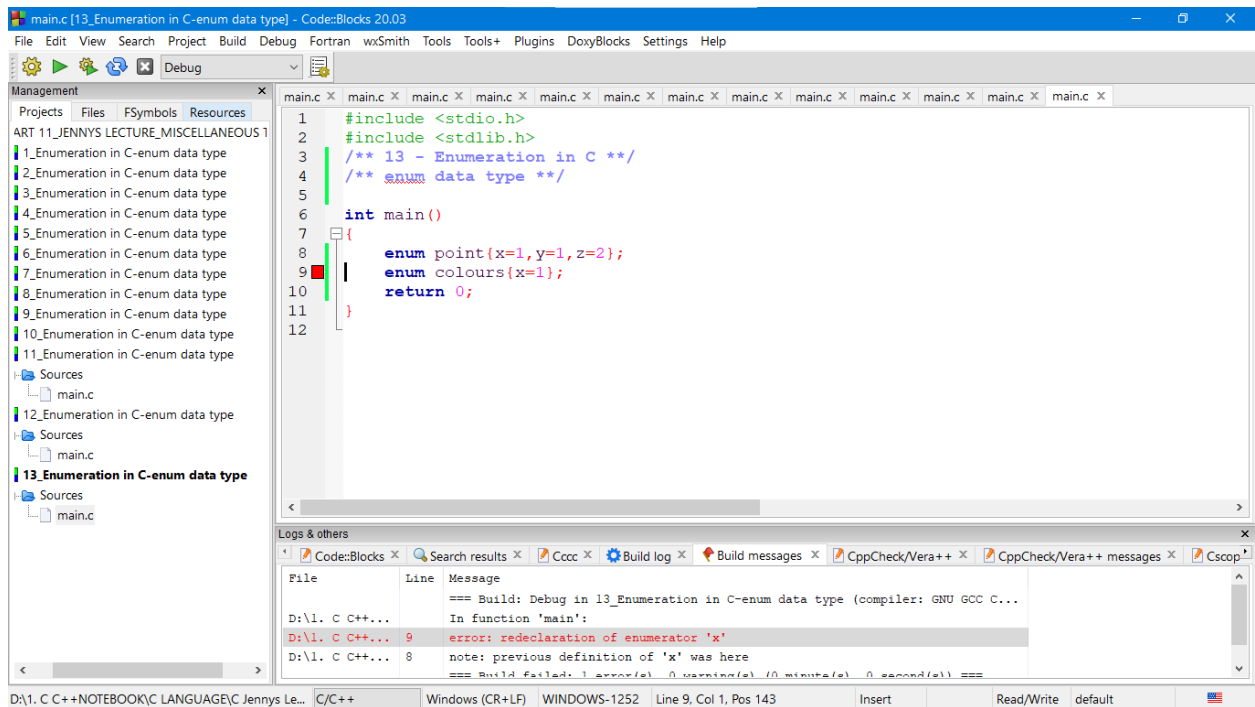 main.c [13_Enumeration in C-enum data type] - Code::Blocks 20.03
File Edit View Search Project Build Debug Fortran wxSmith Tools Tools+ Plugins DoxyBlocks Settings Help
Debug
Management
Projects Files FSymbols Resources
ART 11_JENNYS LECTURE_MISCELLANEOUS T
1_Enumeration in C-enum data type
2_Enumeration in C-enum data type
3_Enumeration in C-enum data type
4_Enumeration in C-enum data type
5_Enumeration in C-enum data type
6_Enumeration in C-enum data type
7_Enumeration in C-enum data type
8_Enumeration in C-enum data type
9_Enumeration in C-enum data type
10_Enumeration in C-enum data type
11_Enumeration in C-enum data type
Sources
main.c
12_Enumeration in C-enum data type
Sources
main.c
13_Enumeration in C-enum data type
Sources
main.c
main.c main.c main.c main.c main.c main.c main.c main.c main.c main.c main.c main.c main.c
1 #include <stdio.h>
2 #include <stdlib.h>
3 /** 13 - Enumeration in C **/
4 /** enum data type **/
5
6 int main()
7 {
8 enum point{x=1,y=1,z=2};
9 enum colours{x=1};
10 return 0;
11 }
12
Logs & others
Code::Blocks Search results Cccc Build log Build messages CppCheck/Vera++ CppCheck/Vera++ messages Cscop
File Line Message
=== Build: Debug in 13_Enumeration in C-enum data type (compiler: GNU GCC C...
D:\1. C C++... In function 'main':
D:\1. C C++... 9 error: redeclaration of enumerator 'x'
D:\1. C C++... 8 note: previous definition of 'x' was here
=== Build failed: 1 error(s), 0 warning(s) (0 minute(s), 0 second(s)) ===
D:\1. C C++NOTEBOOK\C LANGUAGE\C Jennys Le... C/C++ Windows (CR+LF) WINDOWS-1252 Line 9, Col 1, Pos 143 Insert Read/Write default